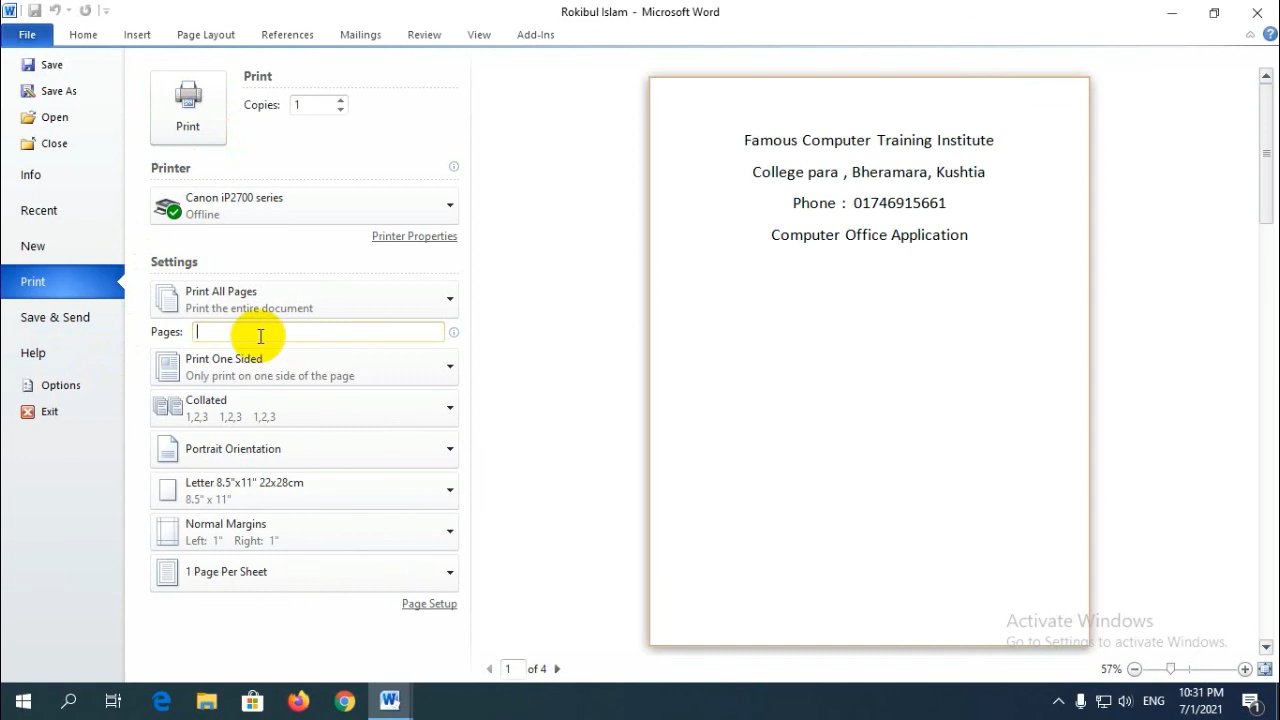 Rokibul Islam - Microsoft Word
File Home Insert Page Layout References Mailings Review View Add-Ins
Save
Save As
Open
Close
Info
Recent
New
Print
Save & Send
Help
Options
Exit
Print
Print
Copies: 1
Printer
Canon iP2700 series
Offline
Printer Properties
Settings
Print All Pages
Print the entire document
Pages:
Print One Sided
Only print on one side of the page
Collated
1,2,3 1,2,3 1,2,3
Portrait Orientation
Letter 8.5"x11" 22x28cm
8.5" x 11"
Normal Margins
Left: 1" Right: 1"
1 Page Per Sheet
Page Setup
Famous Computer Training Institute
College para , Bheramara, Kushtia
Phone : 01746915661
Computer Office Application
Activate Windows
Go to Settings to activate Windows.
1 of 4
57%
ENG
10:31 PM
7/1/2021
1